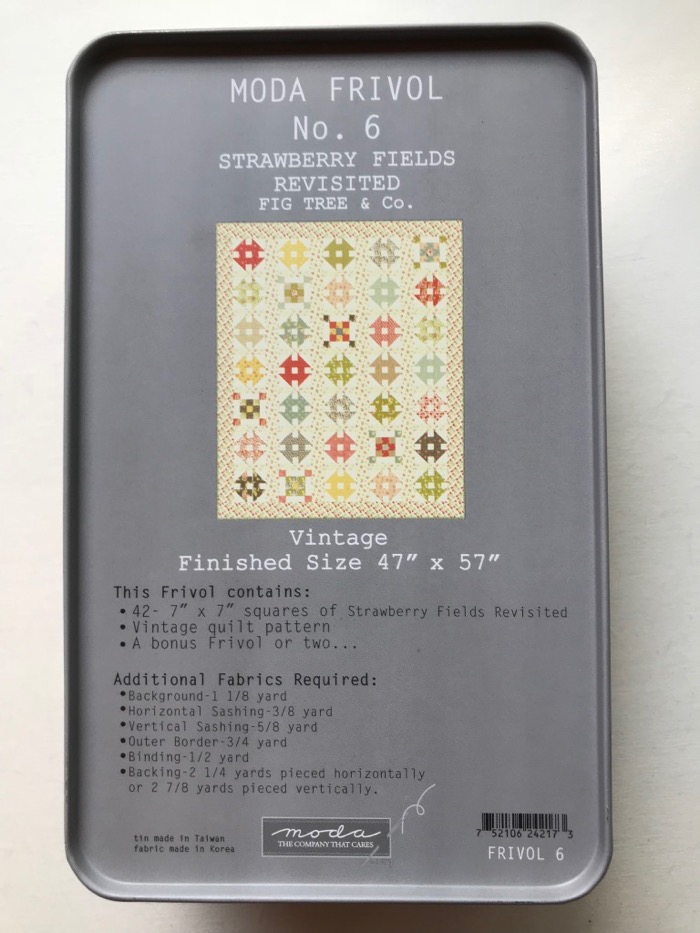 MODA FRIVOL
No. 6
STRAWBERRY FIELDS
REVISITED
FIG TREE & Co.
Vintage
Finished Size 47” x 57”
This Frivol contains:
• 42- 7” x 7” squares of Strawberry Fields Revisited
• Vintage quilt pattern
• A bonus Frivol or two...
Additional Fabrics Required:
• Background-1 1/8 yard
• Horizontal Sashing-3/8 yard
• Vertical Sashing-5/8 yard
• Outer Border-3/4 yard
• Binding-1/2 yard
• Backing-2 1/4 yards pieced horizontally
or 2 7/8 yards pieced vertically.
tin made in Taiwan
fabric made in Korea
moda
THE COMPANY THAT CARES
7 52106 24217 3
FRIVOL 6